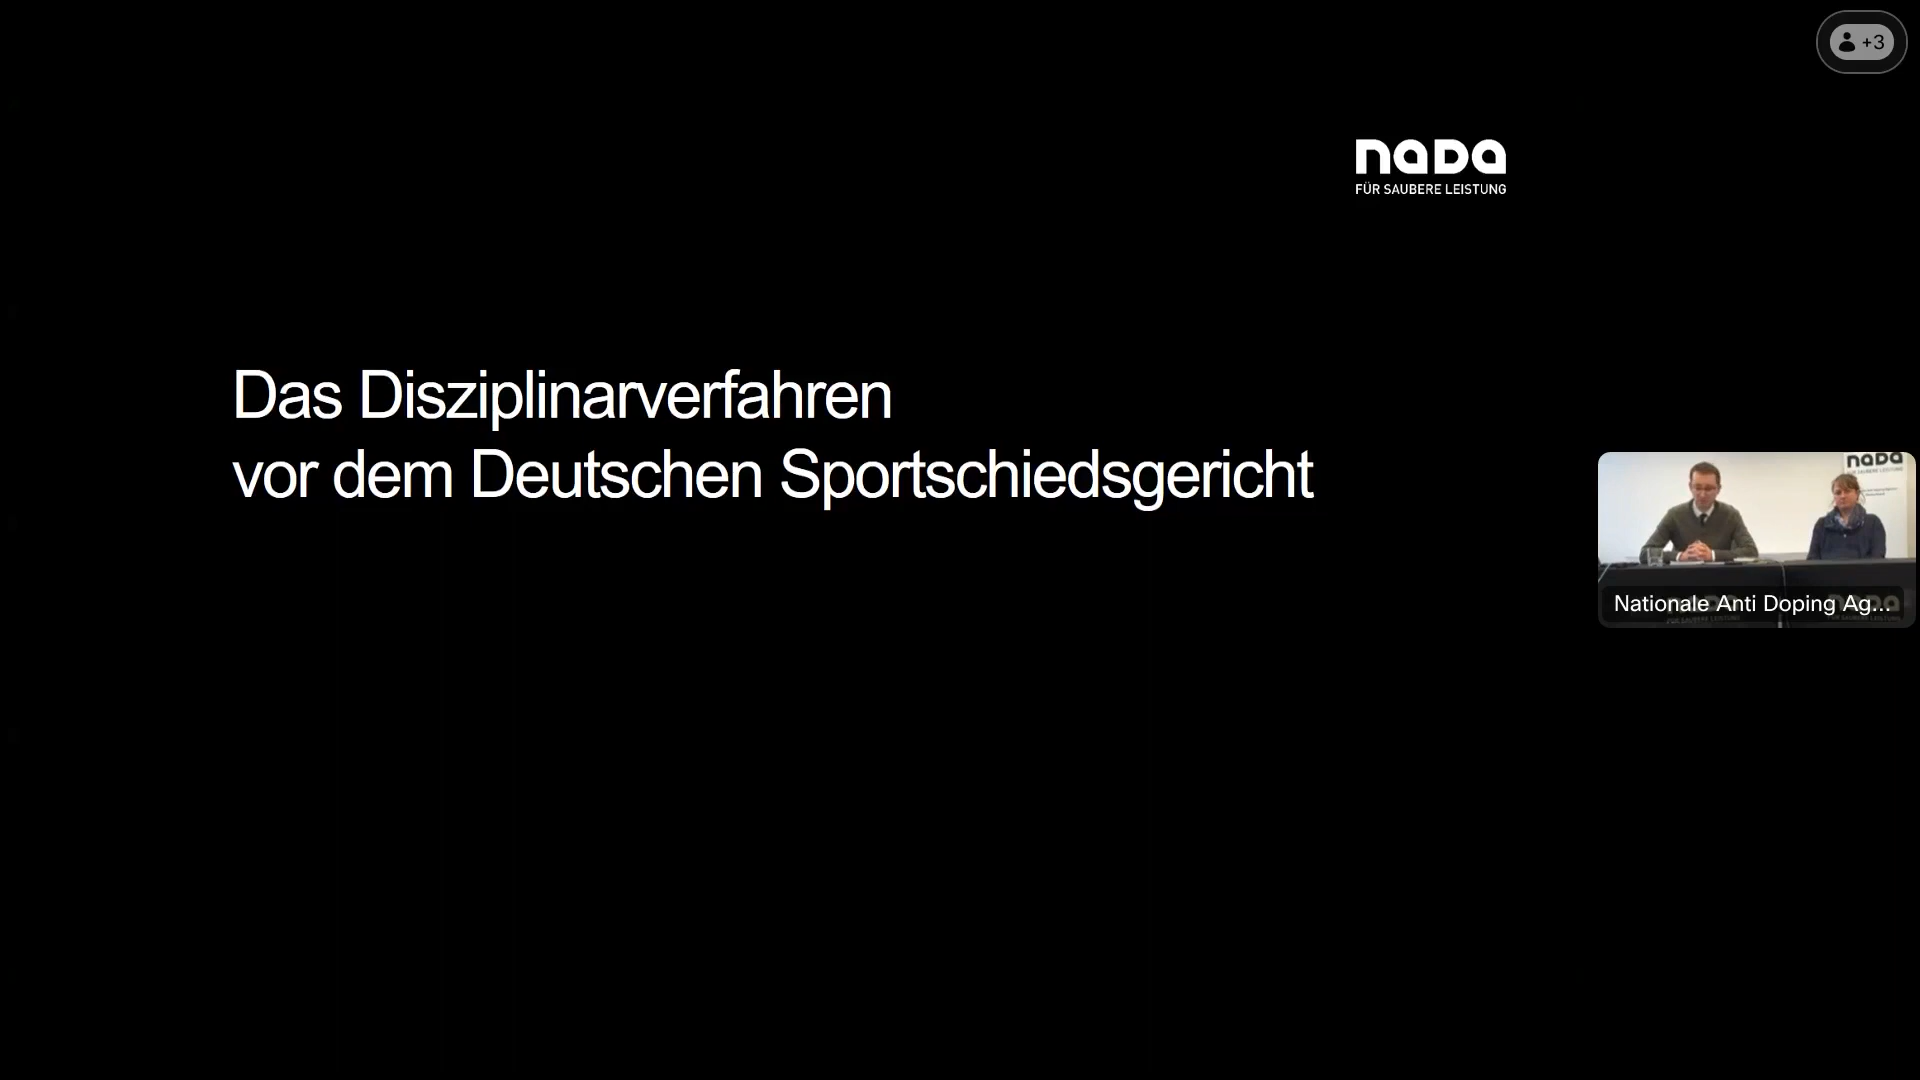 +3
naDa
FÜR SAUBERE LEISTUNG
Das Disziplinarverfahren
vor dem Deutschen Sportschiedsgericht
naDa
Nationale Anti Doping Ag...